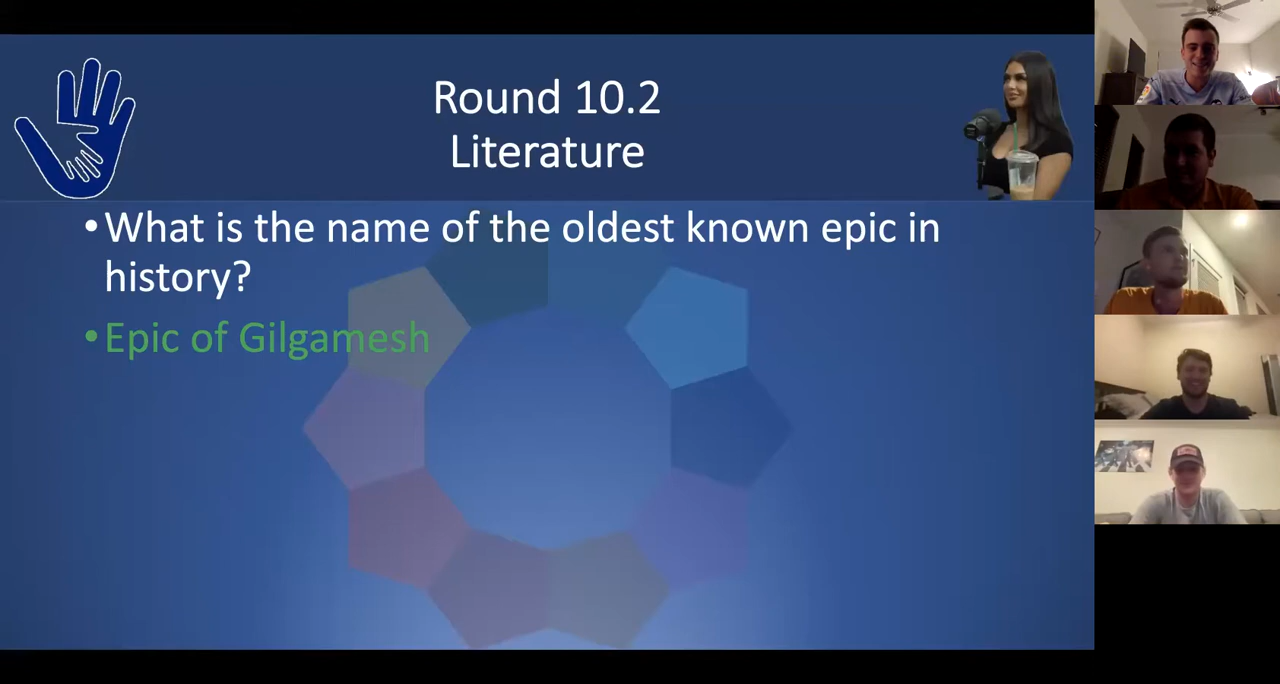 Round 10.2
Literature
•What is the name of the oldest known epic in
history?
•Epic of Gilgamesh